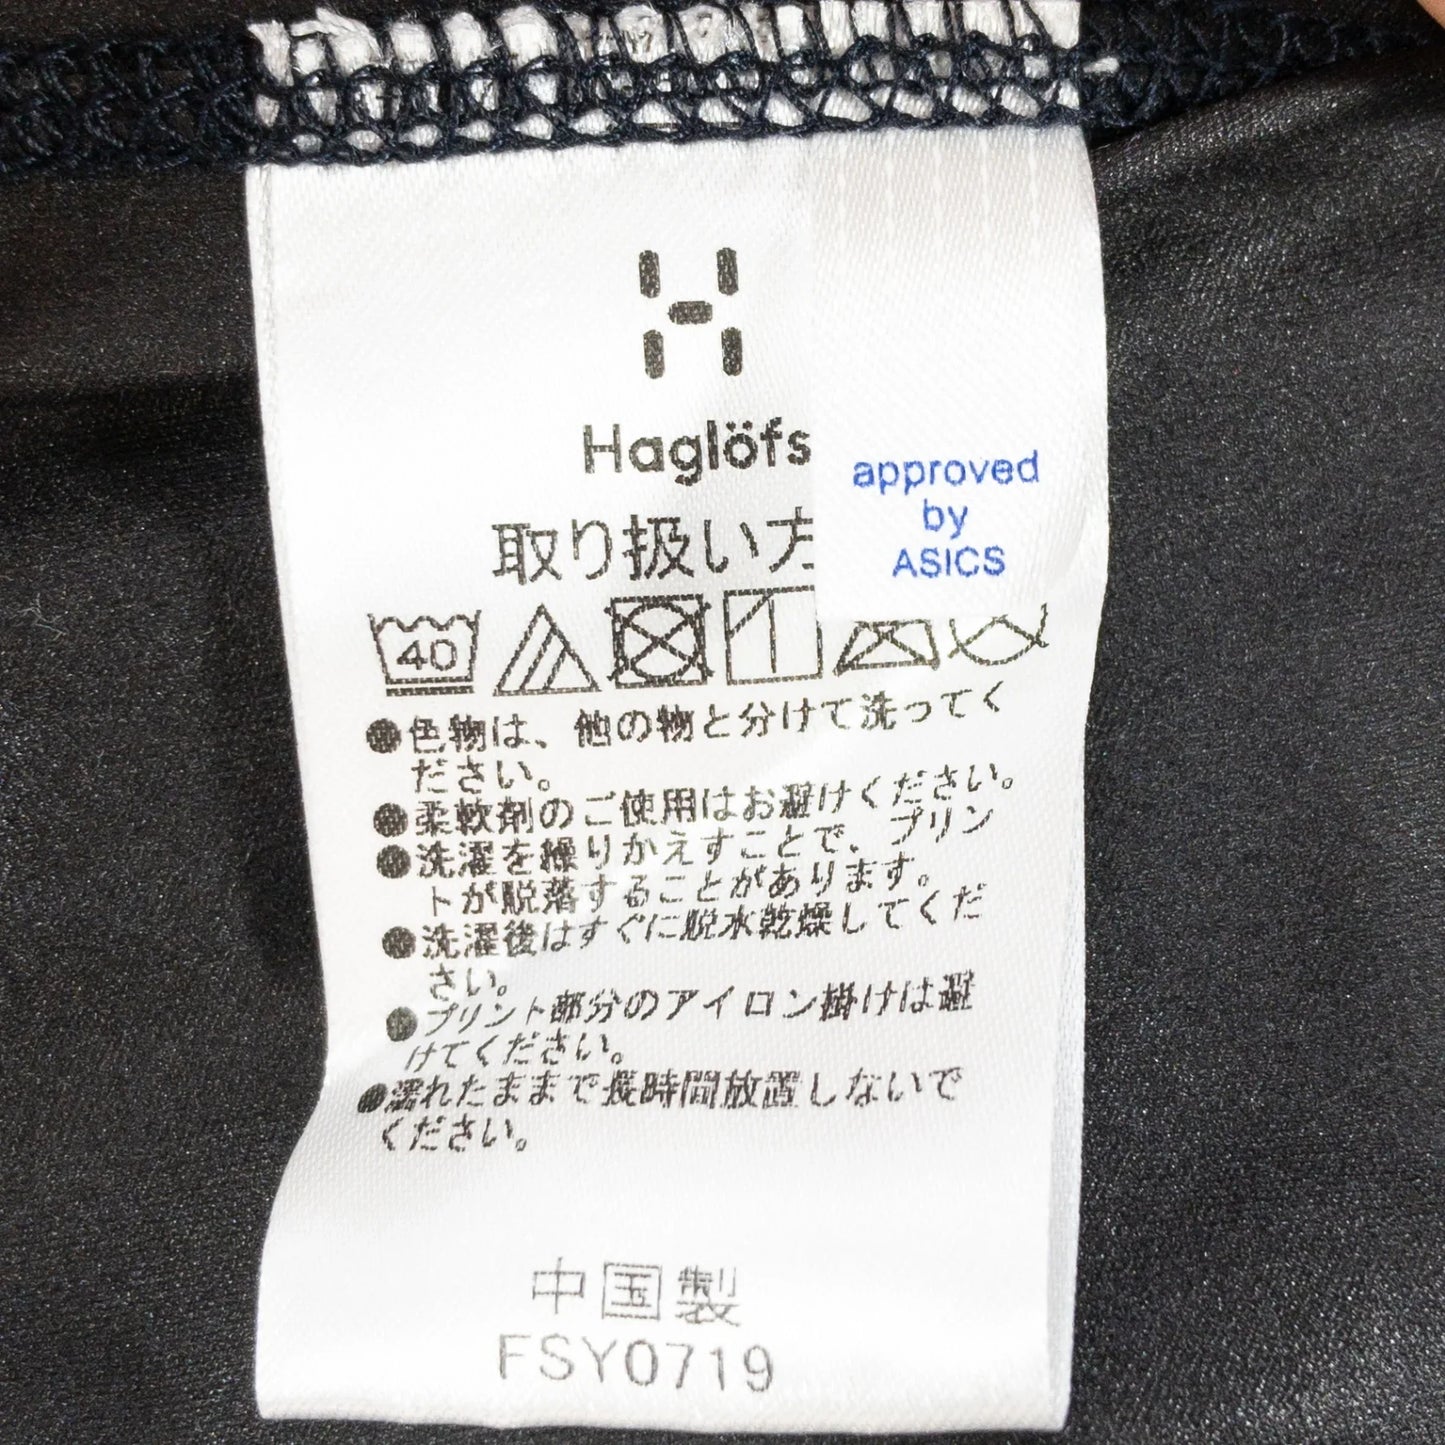 Haglöfs
approved
by
ASICS
取り扱い方
40
●色物は、他の物と分けて洗ってく
ださい。
●柔軟剤のご使用はお避けください。
●洗濯を繰りかえすことで、プリン
トが脱落することがあります。
●洗濯後はすぐに脱水乾燥してくだ
さい。
●プリント部分のアイロン掛けは避
けてください。
●濡れたままで長時間放置しないで
ください。
中国製
FSY0719